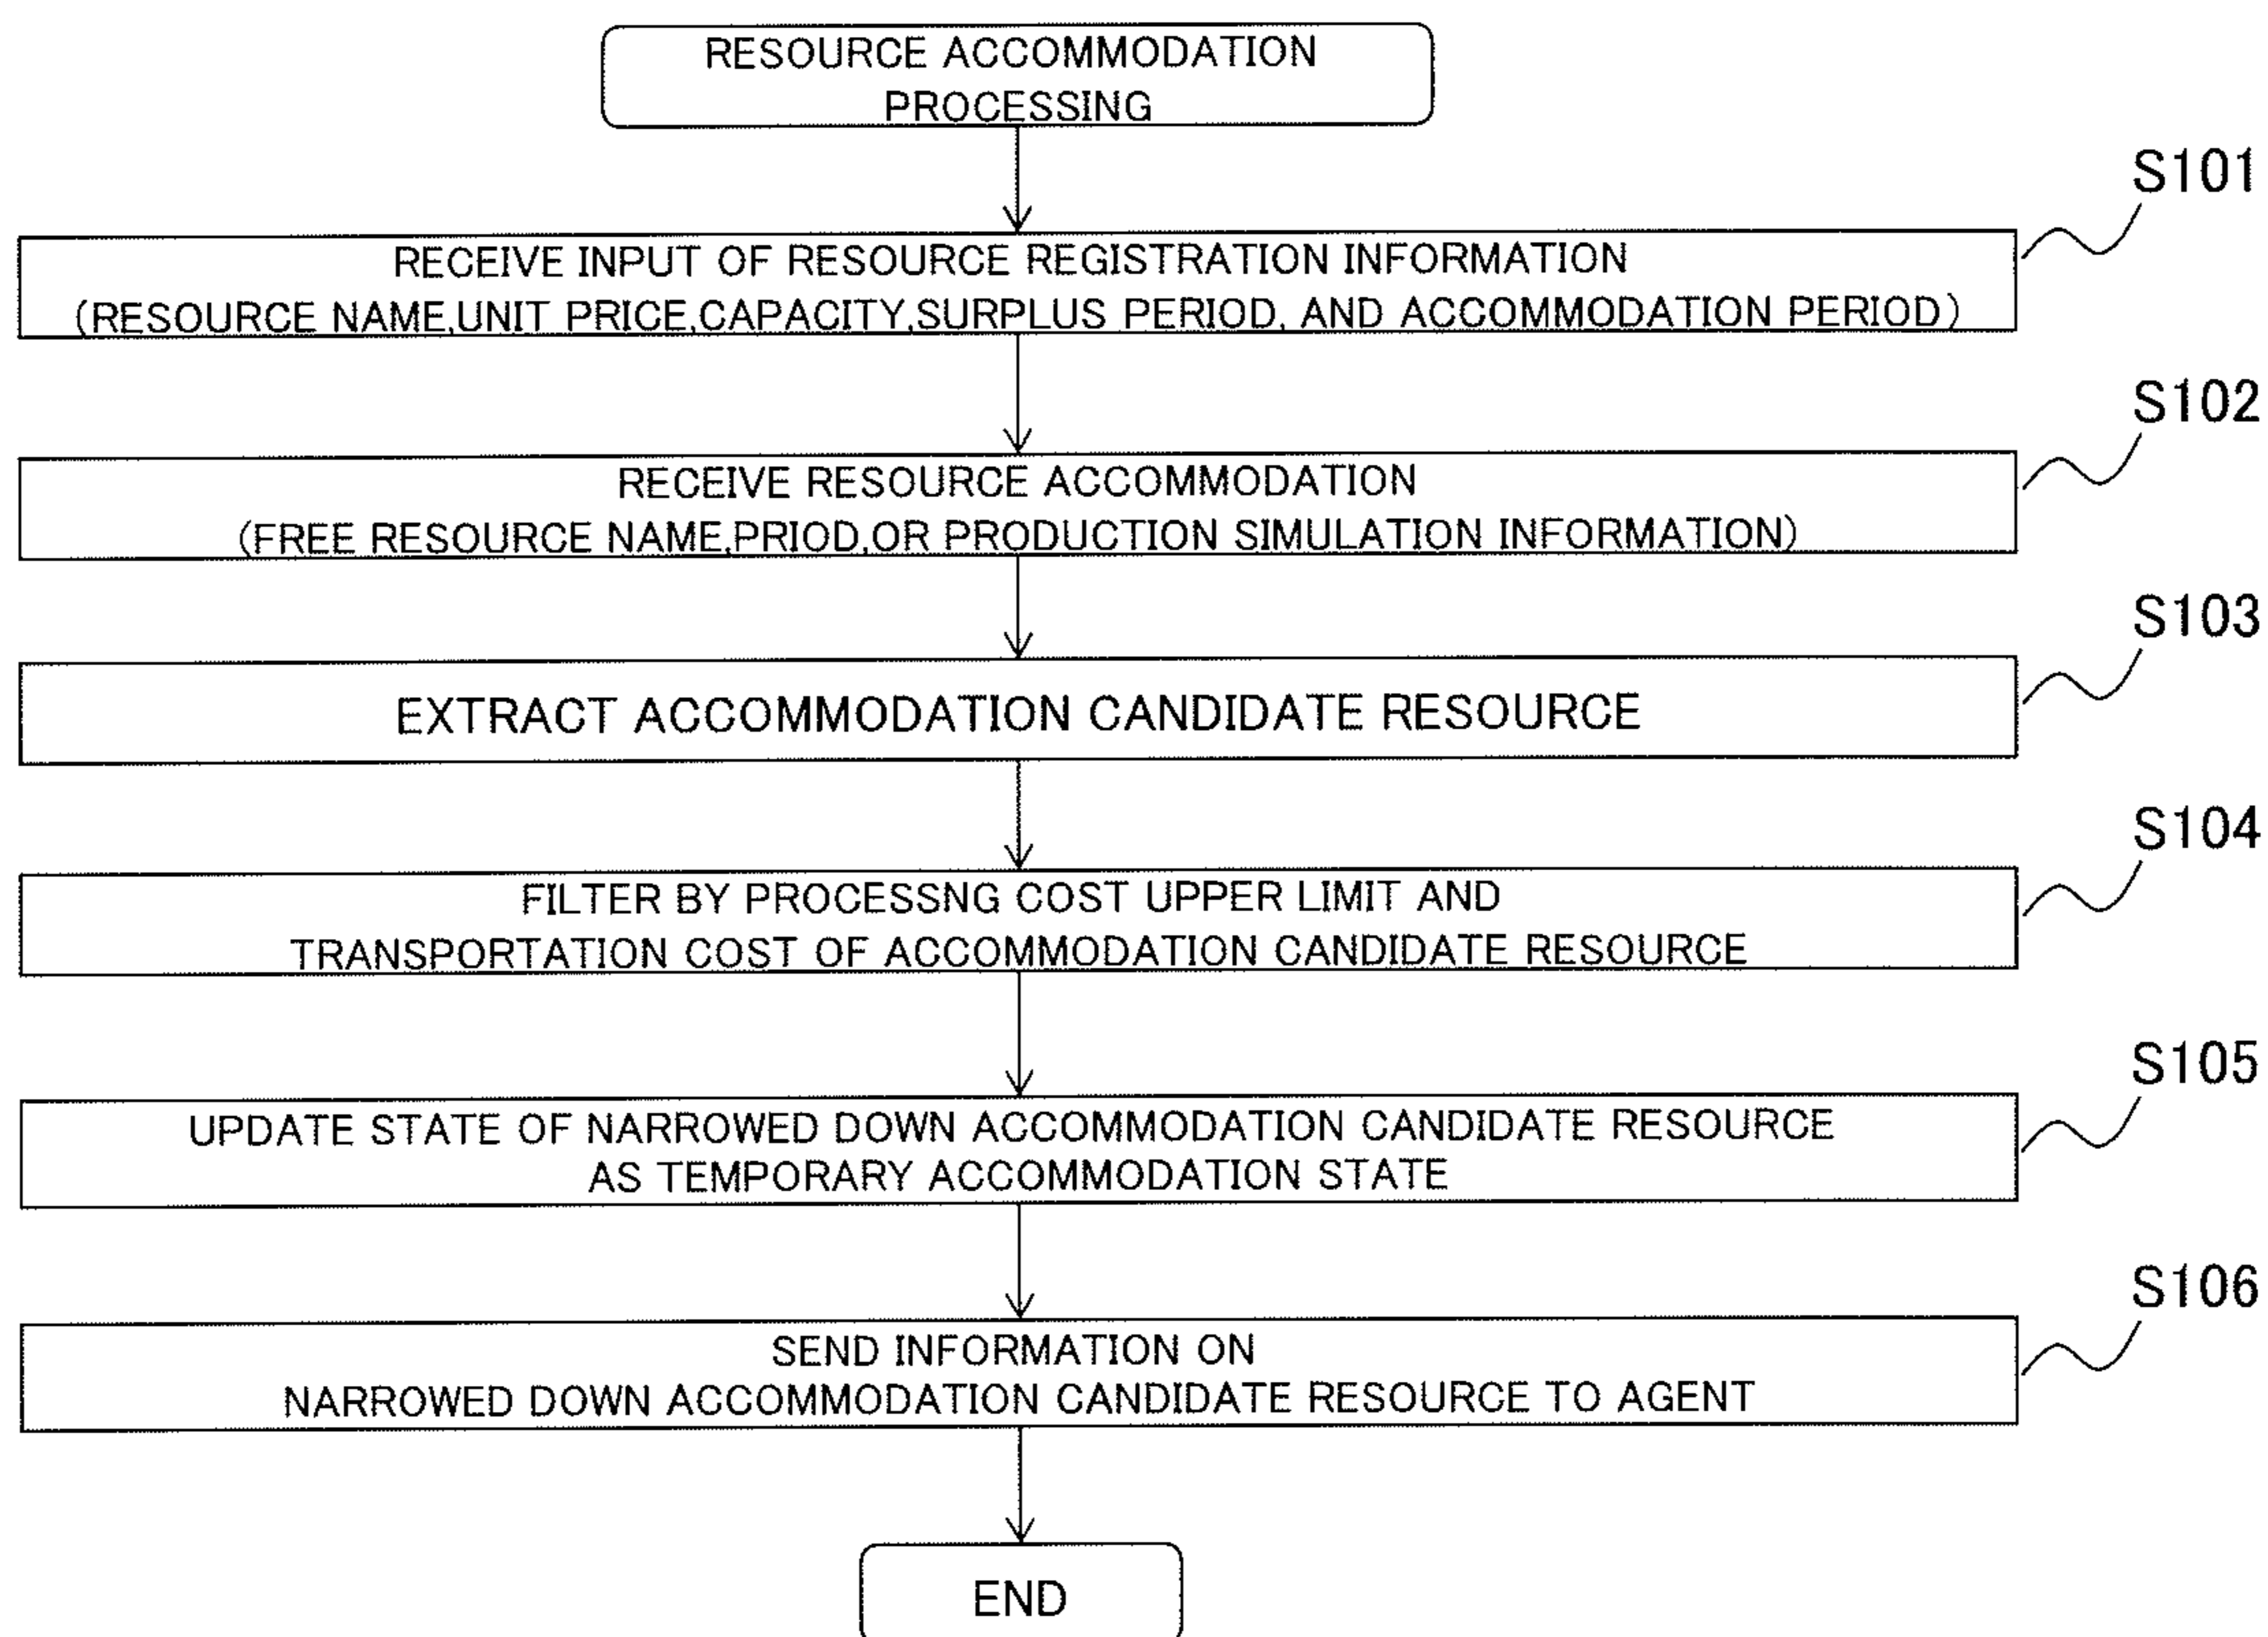 RESOURCE ACCOMMODATION
PROCESSING
S101
RECEIVE INPUT OF RESOURCE REGISTRATION INFORMATION
(RESOURCE NAME,UNIT PRICE,CAPACITY,SURPLUS PERIOD, AND ACCOMMODATION PERIOD)
S102
RECEIVE RESOURCE ACCOMMODATION
(FREE RESOURCE NAME,PRIOD,OR PRODUCTION SIMULATION INFORMATION)
S103
EXTRACT ACCOMMODATION CANDIDATE RESOURCE
S104
FILTER BY PROCESSNG COST UPPER LIMIT AND
TRANSPORTATION COST OF ACCOMMODATION CANDIDATE RESOURCE
S105
UPDATE STATE OF NARROWED DOWN ACCOMMODATION CANDIDATE RESOURCE
AS TEMPORARY ACCOMMODATION STATE
S106
SEND INFORMATION ON
NARROWED DOWN ACCOMMODATION CANDIDATE RESOURCE TO AGENT
END